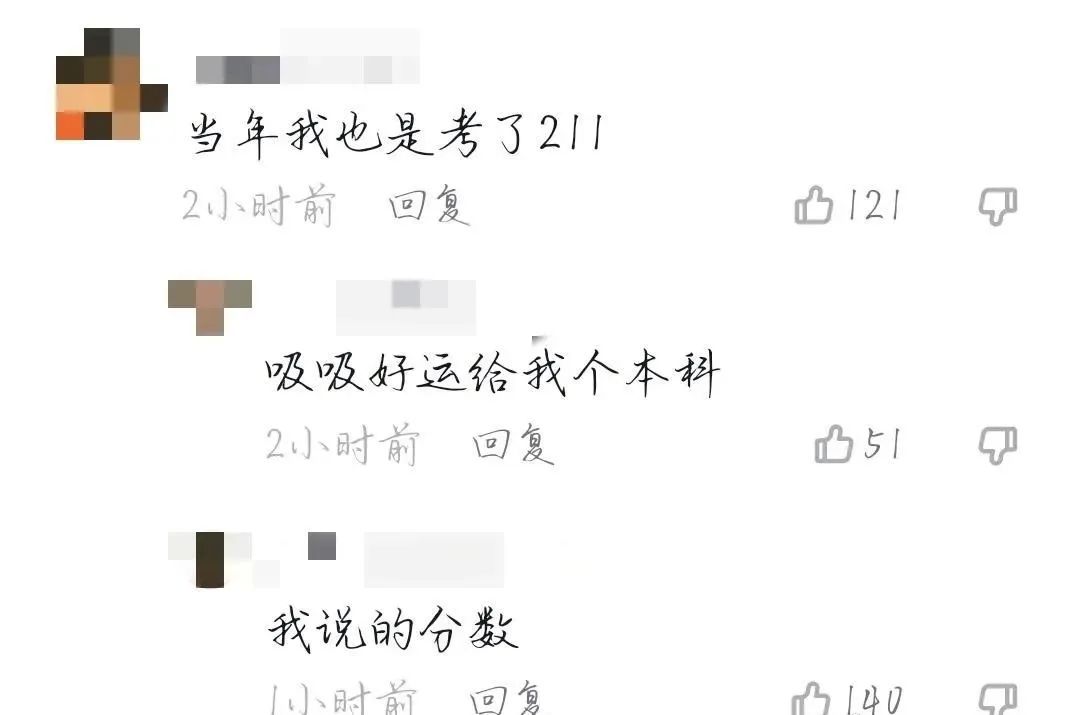 当年我也是考了211
2小时前 回复 121
吸吸好运给我个本科
2小时前 回复 51
我说的分数
1小时前 回复 140